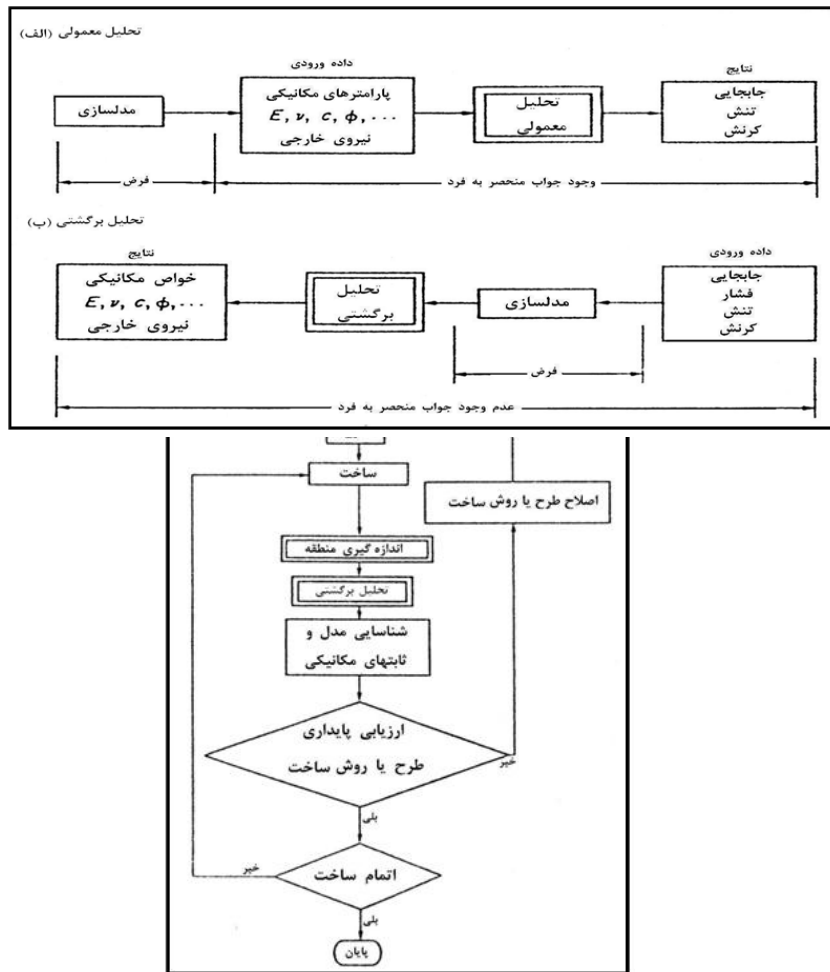 تحلیل معمولی (الف)
مدلسازی
داده ورودی
پارامترهای مکانیکی
E, ν, c, ϕ, ...
نیروی خارجی
تحلیل
معمولی
نتایج
جابجایی
تنش
کرنش
فرض
وجود جواب منحصر به فرد
تحلیل برگشتی (ب)
نتایج
خواص مکانیکی
E, ν, c, ϕ, ...
نیروی خارجی
تحلیل
برگشتی
مدلسازی
داده ورودی
جابجایی
فشار
تنش
کرنش
فرض
عدم وجود جواب منحصر به فرد
ساخت
اصلاح طرح یا روش ساخت
اندازه گیری منطقه
تحلیل برگشتی
شناسایی مدل و
ثابتهای مکانیکی
ارزیابی پایداری
طرح یا روش ساخت
خیر
بلی
اتمام ساخت
خیر
بلی
پایان